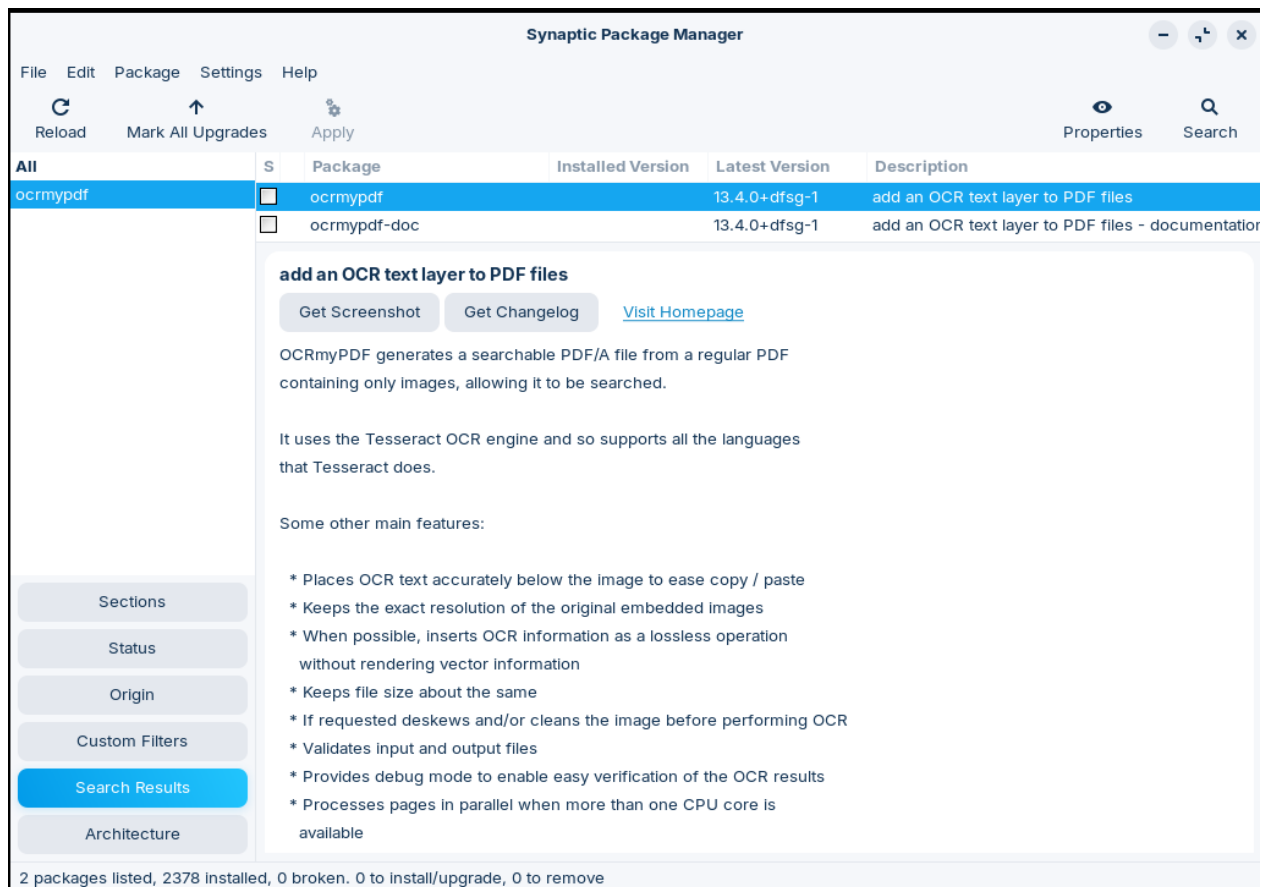 Synaptic Package Manager
File Edit Package Settings Help
Reload Mark All Upgrades Apply Properties Search
All
ocrmypdf
S Package Installed Version Latest Version Description
ocrmypdf 13.4.0+dfsg-1 add an OCR text layer to PDF files
ocrmypdf-doc 13.4.0+dfsg-1 add an OCR text layer to PDF files - documentation
add an OCR text layer to PDF files
Get Screenshot Get Changelog Visit Homepage
OCRmyPDF generates a searchable PDF/A file from a regular PDF
containing only images, allowing it to be searched.
It uses the Tesseract OCR engine and so supports all the languages
that Tesseract does.
Some other main features:
* Places OCR text accurately below the image to ease copy / paste
* Keeps the exact resolution of the original embedded images
* When possible, inserts OCR information as a lossless operation
without rendering vector information
* Keeps file size about the same
* If requested deskews and/or cleans the image before performing OCR
* Validates input and output files
* Provides debug mode to enable easy verification of the OCR results
* Processes pages in parallel when more than one CPU core is
available
Sections
Status
Origin
Custom Filters
Search Results
Architecture
2 packages listed, 2378 installed, 0 broken. 0 to install/upgrade, 0 to remove